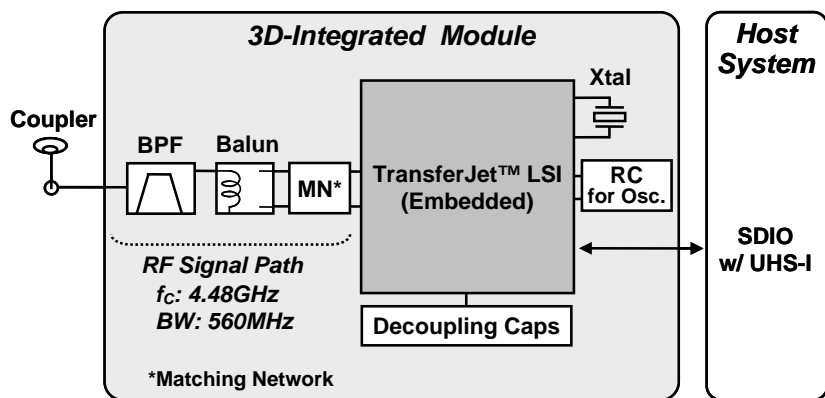 3D-Integrated Module
Host
System
Xtal
Coupler
BPF
Balun
MN*
TransferJet™ LSI
(Embedded)
RC
for Osc.
SDIO
w/ UHS-I
RF Signal Path
fC: 4.48GHz
BW: 560MHz
Decoupling Caps
*Matching Network